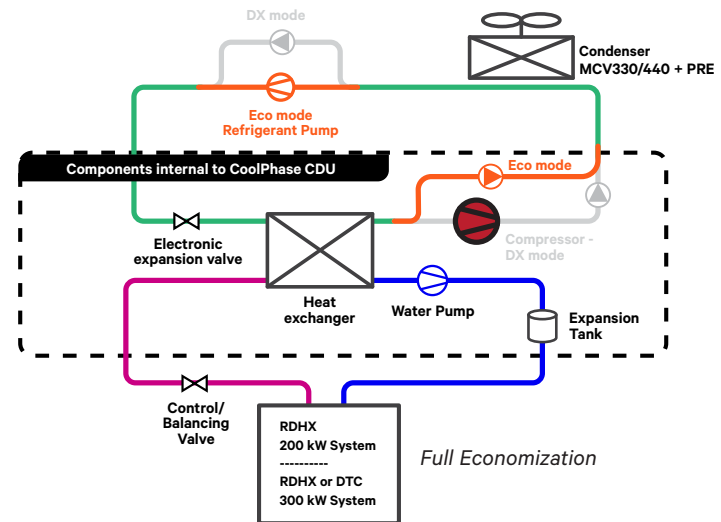 DX mode
Condenser
MCV330/440 + PRE
Eco mode
Refrigerant Pump
Components internal to CoolPhase CDU
Eco mode
Electronic
expansion valve
Compressor -
DX mode
Heat
exchanger
Water Pump
Expansion
Tank
Control/
Balancing
Valve
RDHX
200 kW System
----------
RDHX or DTC
300 kW System
Full Economization